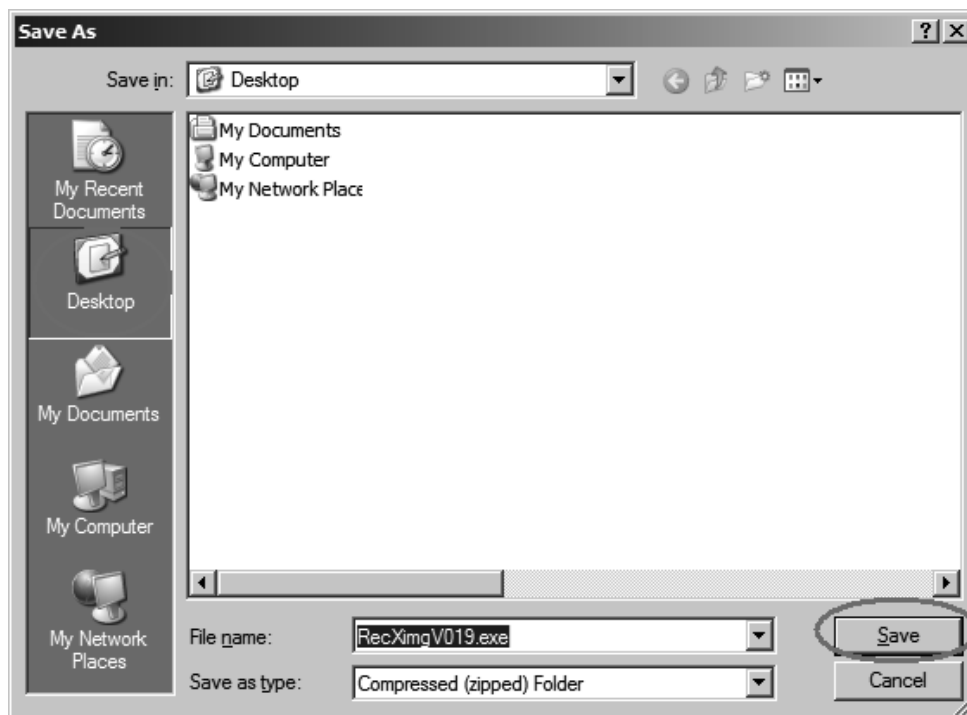 Save As
Save in:
Desktop
My Recent
Documents
Desktop
My Documents
My Computer
My Network
Places
My Documents
My Computer
My Network Place
File name:
RecXimgV019.exe
Save
Save as type:
Compressed (zipped) Folder
Cancel